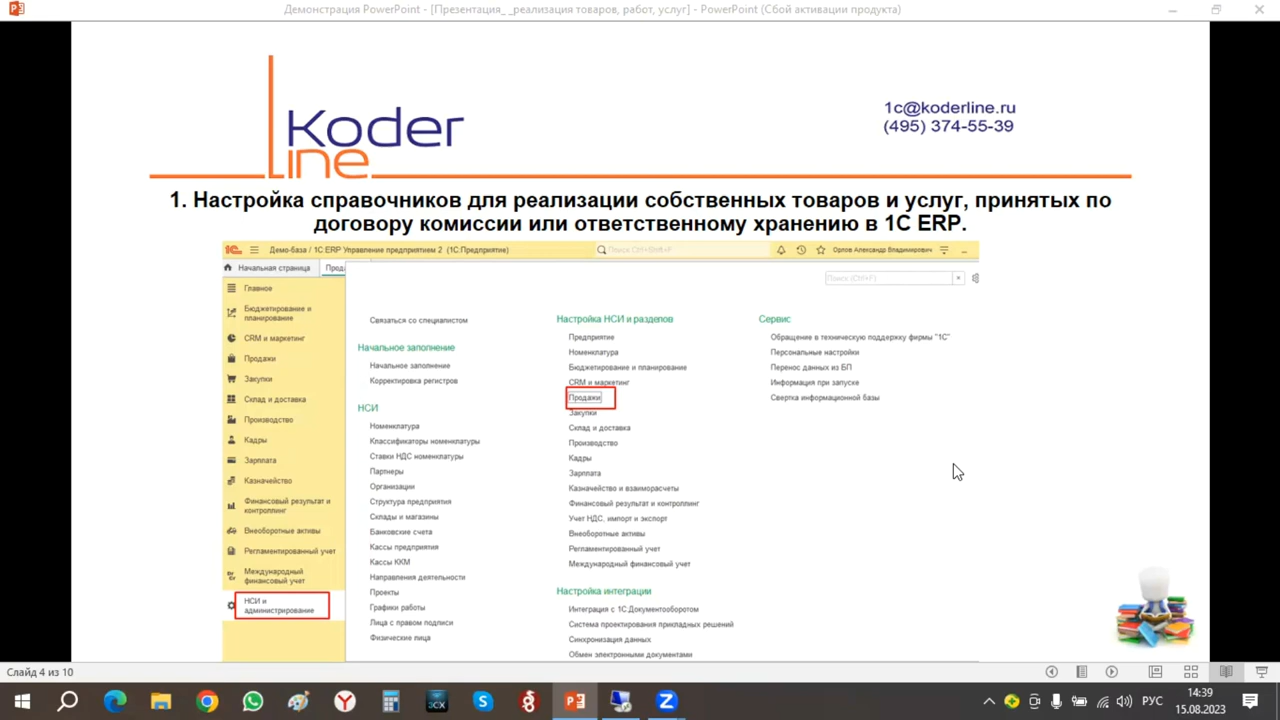 Демонстрация PowerPoint - [Презентация_ _реализация товаров, работ, услуг] - PowerPoint (Сбой активации продукта)
Koder
line
1c@koderline.ru
(495) 374-55-39
1. Настройка справочников для реализации собственных товаров и услуг, принятых по
договору комиссии или ответственному хранению в 1С ERP.
Демо-база / 1С ERP Управление предприятием 2 (1С:Предприятие)
Поиск Ctrl+Shift+F
Орлов Александр Владимирович
Начальная страница
Прод
Поиск (Ctrl+F)
Главное
Бюджетирование и
планирование
CRM и маркетинг
Продажи
Закупки
Склад и доставка
Производство
Кадры
Зарплата
Казначейство
Финансовый результат и
контроллинг
Внеоборотные активы
Регламентированный учет
Международный
финансовый учет
НСИ и
администрирование
Связаться со специалистом
Начальное заполнение
Начальное заполнение
Корректировка регистров
НСИ
Номенклатура
Классификаторы номенклатуры
Ставки НДС номенклатуры
Партнеры
Организации
Структура предприятия
Склады и магазины
Банковские счета
Кассы предприятия
Кассы ККМ
Направления деятельности
Проекты
Графики работы
Лица с правом подписи
Физические лица
Настройка НСИ и разделов
Предприятие
Номенклатура
Бюджетирование и планирование
CRM и маркетинг
Продажи
Закупки
Склад и доставка
Производство
Кадры
Зарплата
Казначейство и взаиморасчеты
Финансовый результат и контроллинг
Учет НДС, импорт и экспорт
Внеоборотные активы
Регламентированный учет
Международный финансовый учет
Настройка интеграции
Интеграция с 1С:Документооборотом
Система проектирования прикладных решений
Синхронизация данных
Обмен электронными документами
Сервис
Обращение в техническую поддержку фирмы "1С"
Персональные настройки
Перенос данных из БП
Информация при запуске
Свертка информационной базы
Слайд 4 из 10
РУС
14:39
15.08.2023